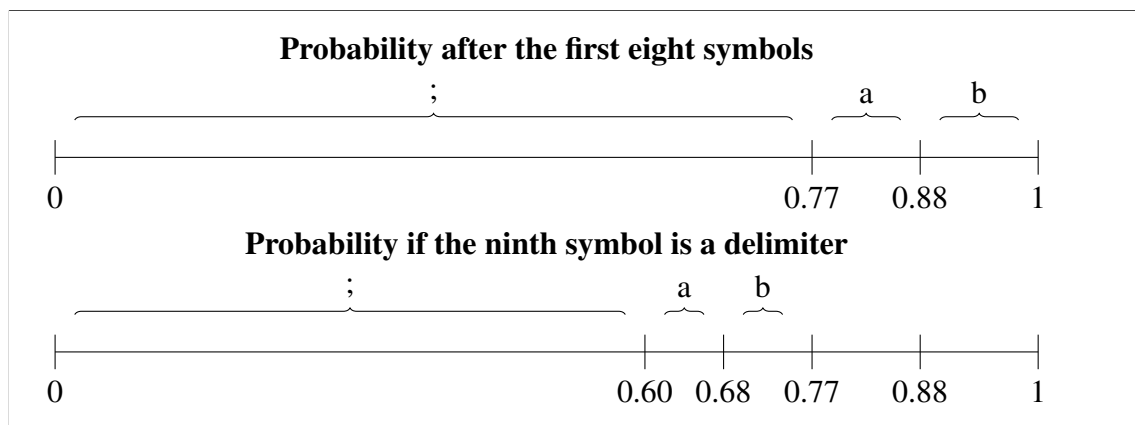 Probability after the first eight symbols
; a b
0 0.77 0.88 1
Probability if the ninth symbol is a delimiter
; a b
0 0.60 0.68 0.77 0.88 1